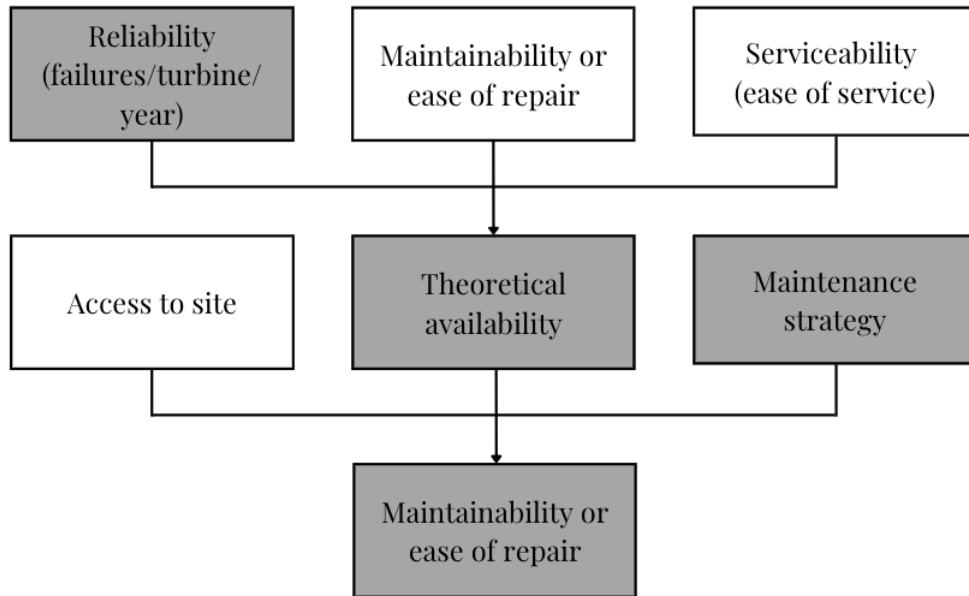 Reliability
(failures/turbine/
year)
Maintainability or
ease of repair
Serviceability
(ease of service)
Access to site
Theoretical
availability
Maintenance
strategy
Maintainability or
ease of repair